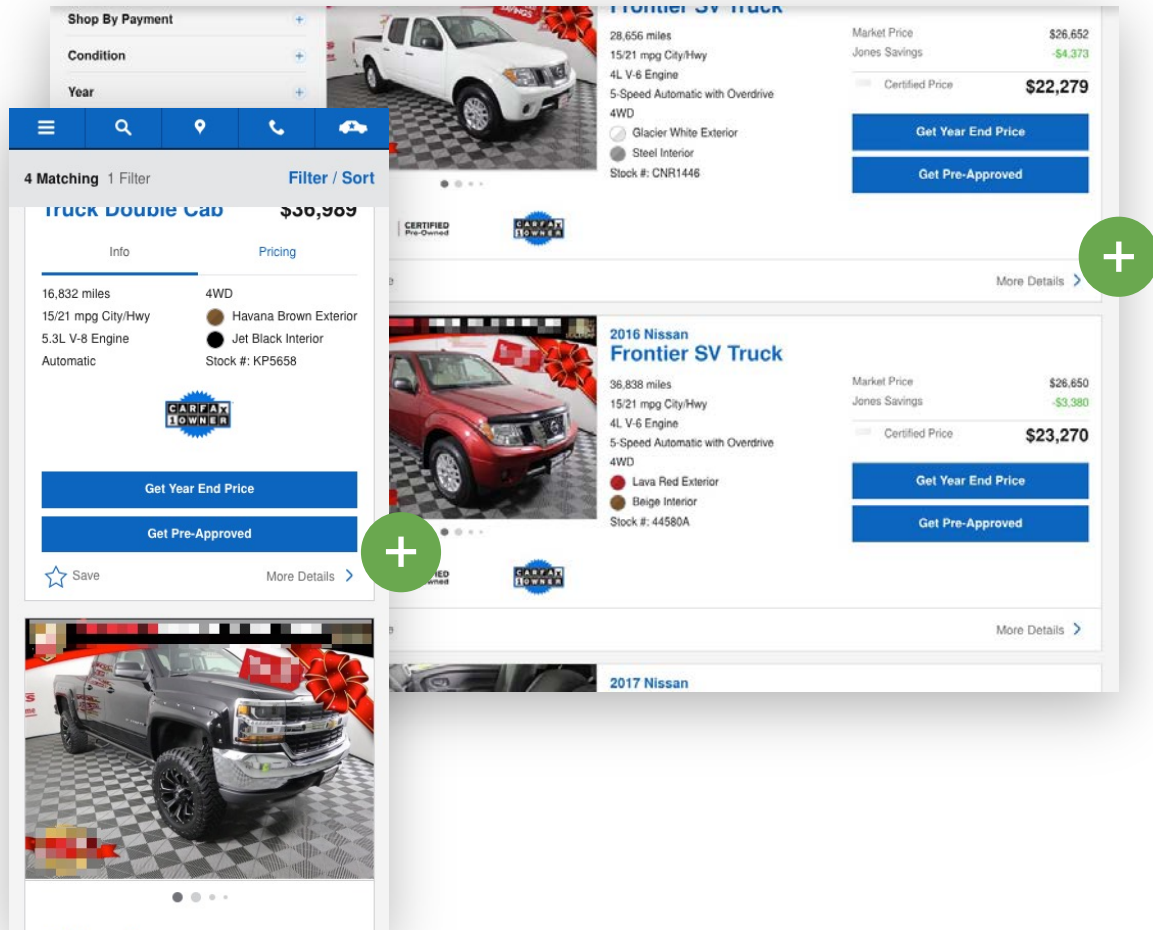 Shop By Payment
Condition
Year
Frontier SV Truck
28,656 miles
15/21 mpg City/Hwy
4L V-6 Engine
5-Speed Automatic with Overdrive
4WD
Glacier White Exterior
Steel Interior
Stock #: CNR1446
Market Price $26,652
Jones Savings -$4,373
Certified Price $22,279
Get Year End Price
Get Pre-Approved
CERTIFIED
Pre-Owned
CARFAX
1 OWNER
More Details
2016 Nissan
Frontier SV Truck
36,838 miles
15/21 mpg City/Hwy
4L V-6 Engine
5-Speed Automatic with Overdrive
4WD
Lava Red Exterior
Beige Interior
Stock #: 44580A
Market Price $26,650
Jones Savings -$3,380
Certified Price $23,270
Get Year End Price
Get Pre-Approved
CARFAX
1 OWNER
More Details
2017 Nissan
4 Matching 1 Filter
Filter / Sort
Truck Double Cab $36,989
Info Pricing
16,832 miles 4WD
15/21 mpg City/Hwy Havana Brown Exterior
5.3L V-8 Engine Jet Black Interior
Automatic Stock #: KP5658
CARFAX
1 OWNER
Get Year End Price
Get Pre-Approved
Save More Details